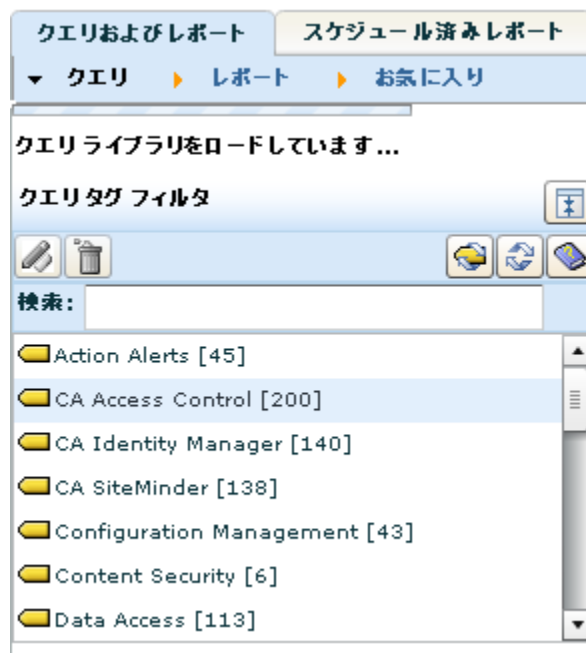 クエリおよびレポート スケジュール済みレポート
クエリ レポート お気に入り
クエリ ライブラリをロードしています...
クエリ タグ フィルタ
検索:
Action Alerts [45]
CA Access Control [200]
CA Identity Manager [140]
CA SiteMinder [138]
Configuration Management [43]
Content Security [6]
Data Access [113]